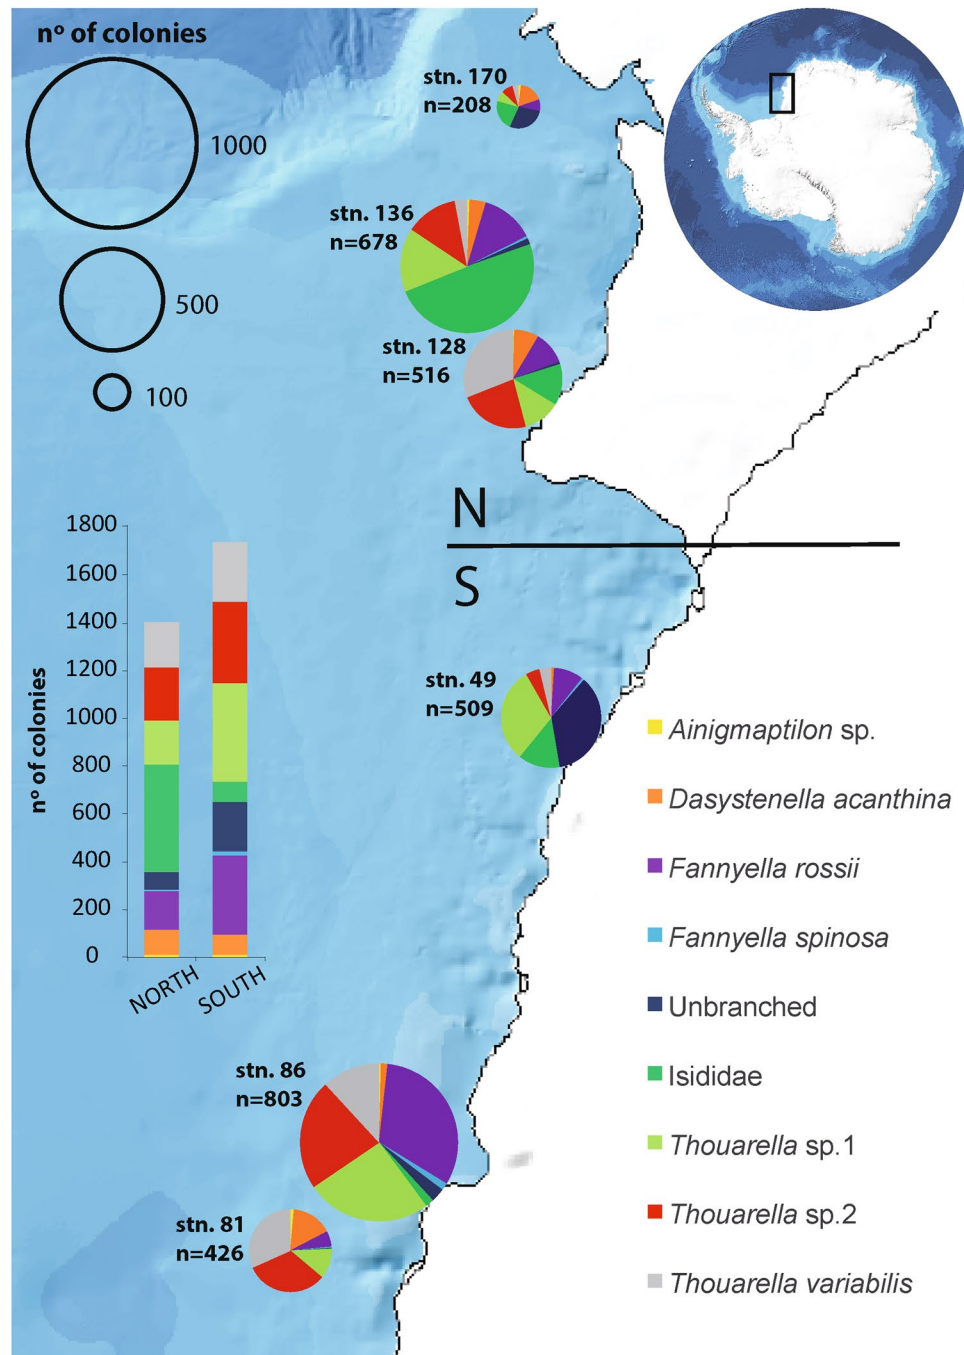 nº of colonies
1000
500
100
stn. 170
n=208
stn. 136
n=678
stn. 128
n=516
N
S
stn. 49
n=509
stn. 86
n=803
stn. 81
n=426
nº of colonies
1800
1600
1400
1200
1000
800
600
400
200
0
NORTH
SOUTH
Ainigmaptilon sp.
Dasystenella acanthina
Fannyella rossii
Fannyella spinosa
Unbranched
Isididae
Thouarella sp.1
Thouarella sp.2
Thouarella variabilis